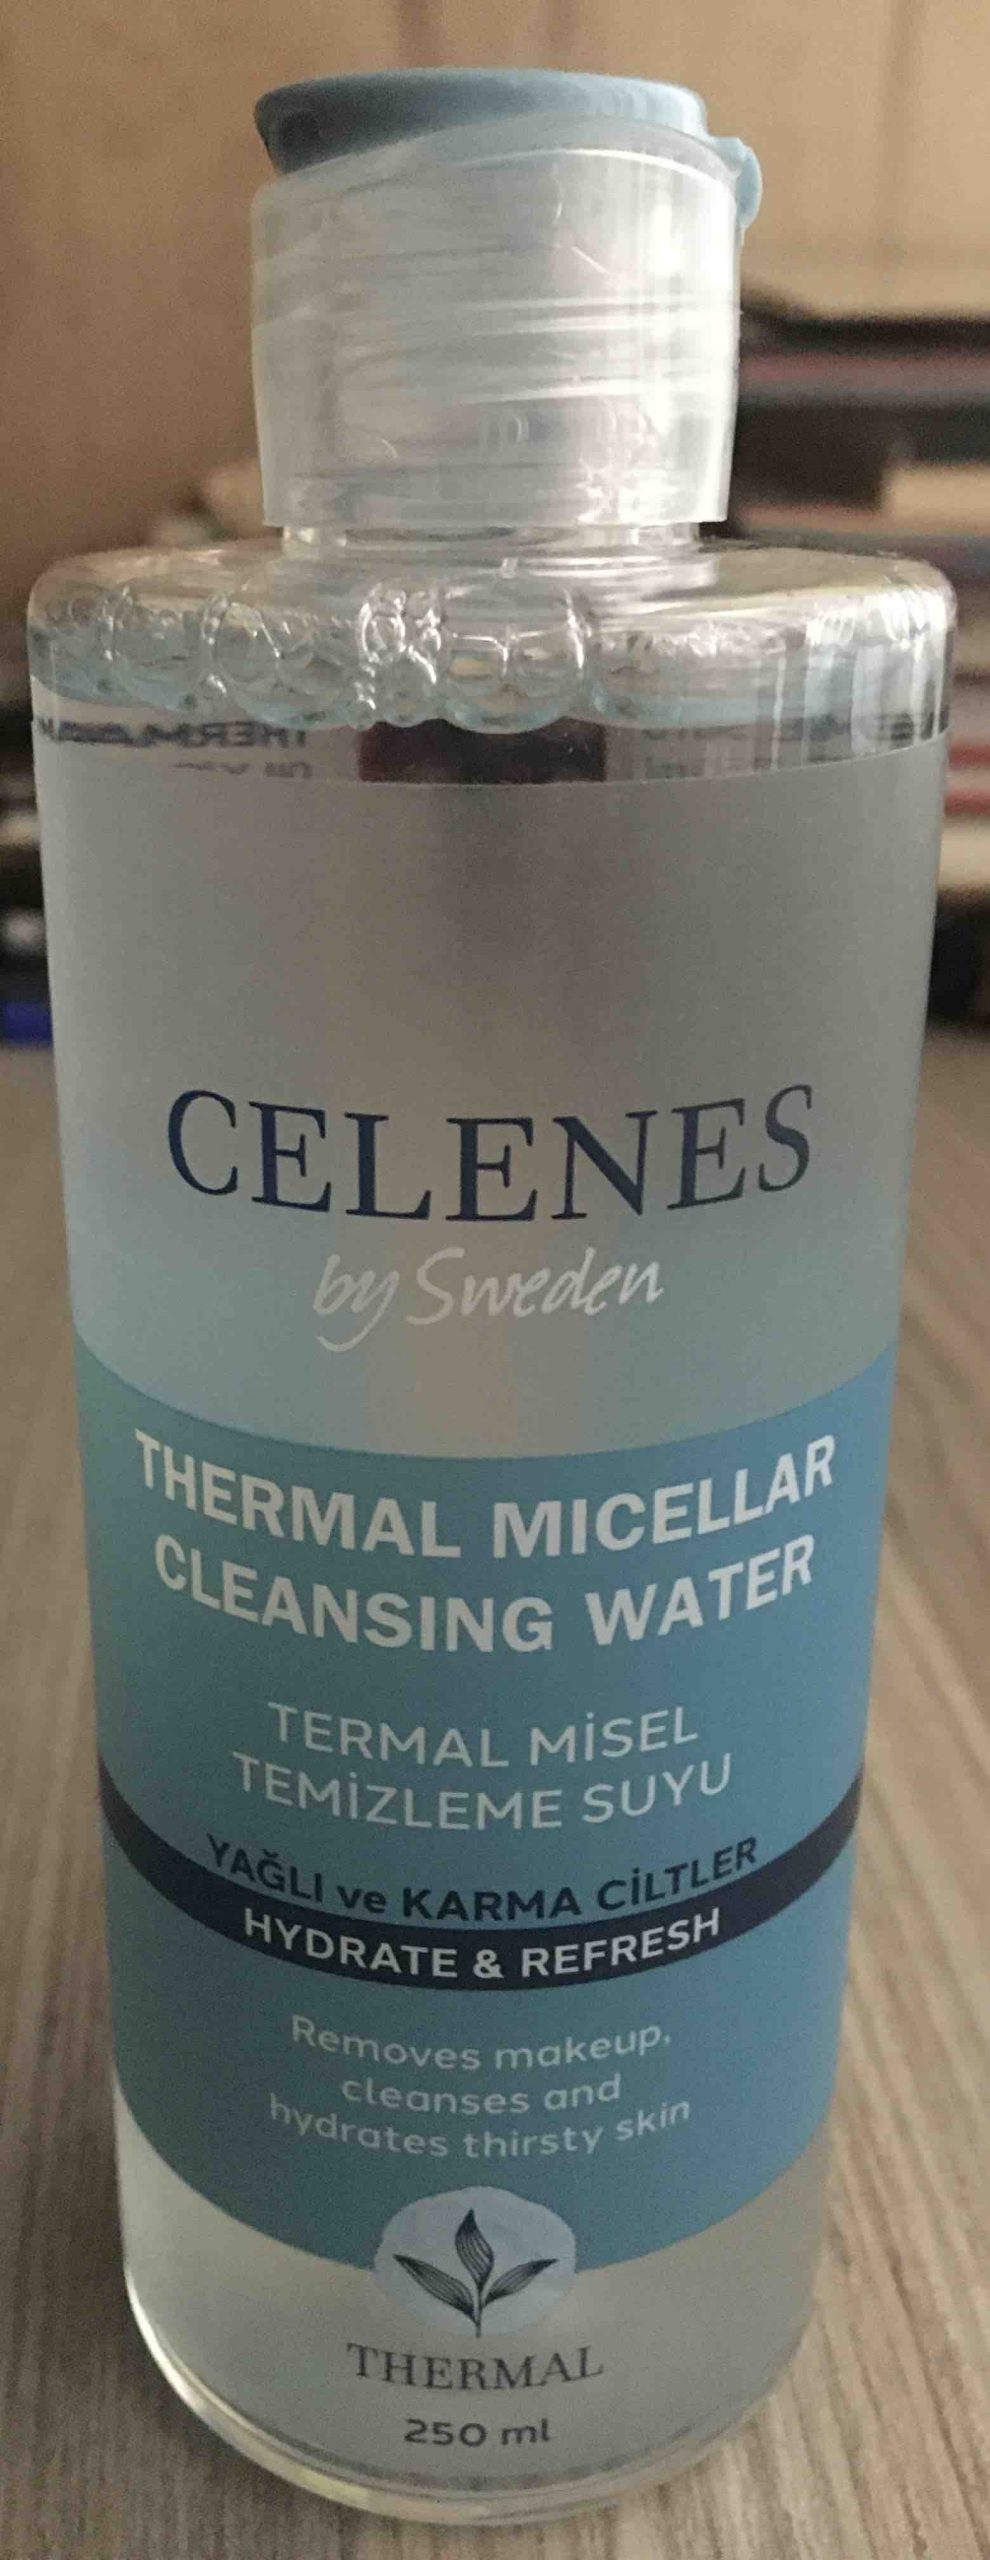 CELENES
by Sweden
THERMAL MICELLAR
CLEANSING WATER
TERMAL MİSEL
TEMİZLEME SUYU
YAĞLI ve KARMA CİLTLER
HYDRATE & REFRESH
Removes makeup,
cleanses and
hydrates thirsty skin
THERMAL
250 ml